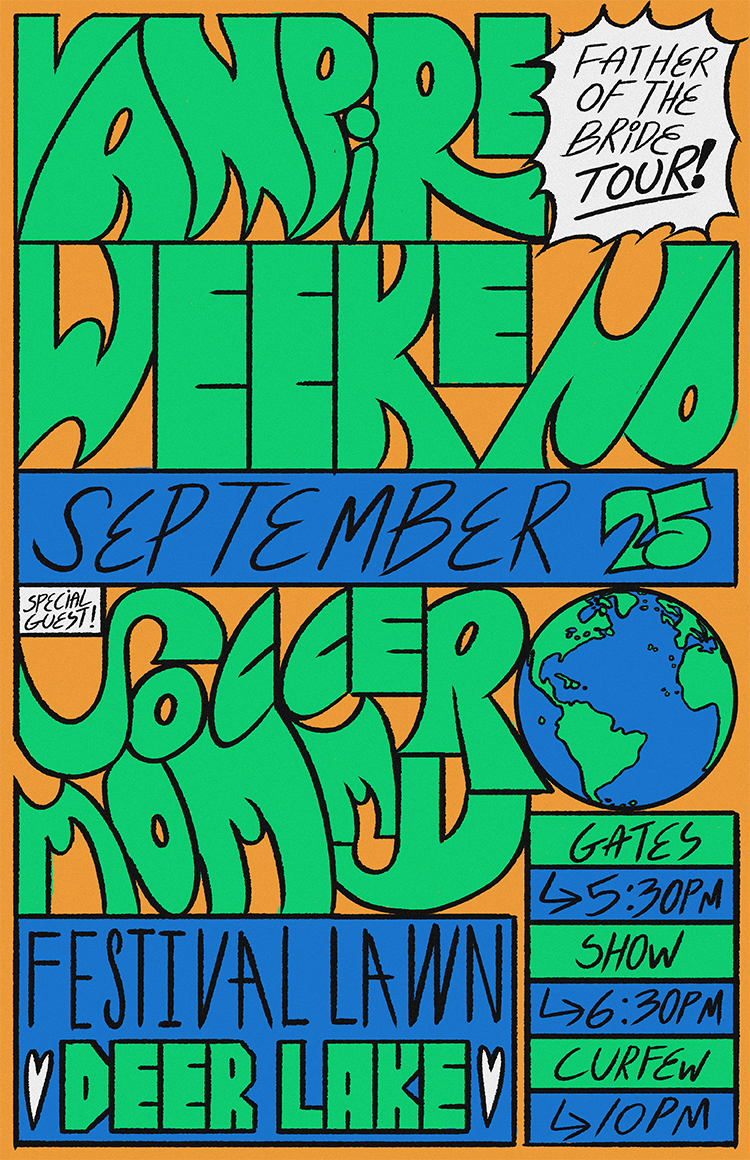 VAMPiRE
FATHER
OF THE
BRiDE
TOUR!
WEEKEND
SEPTEMBER 25
SPECIAL
GUEST!
SOCCER
MOMMY
GATES
↳5:30PM
SHOW
↳6:30PM
CURFEW
↳10PM
FESTIVAL LAWN
DEER LAKE